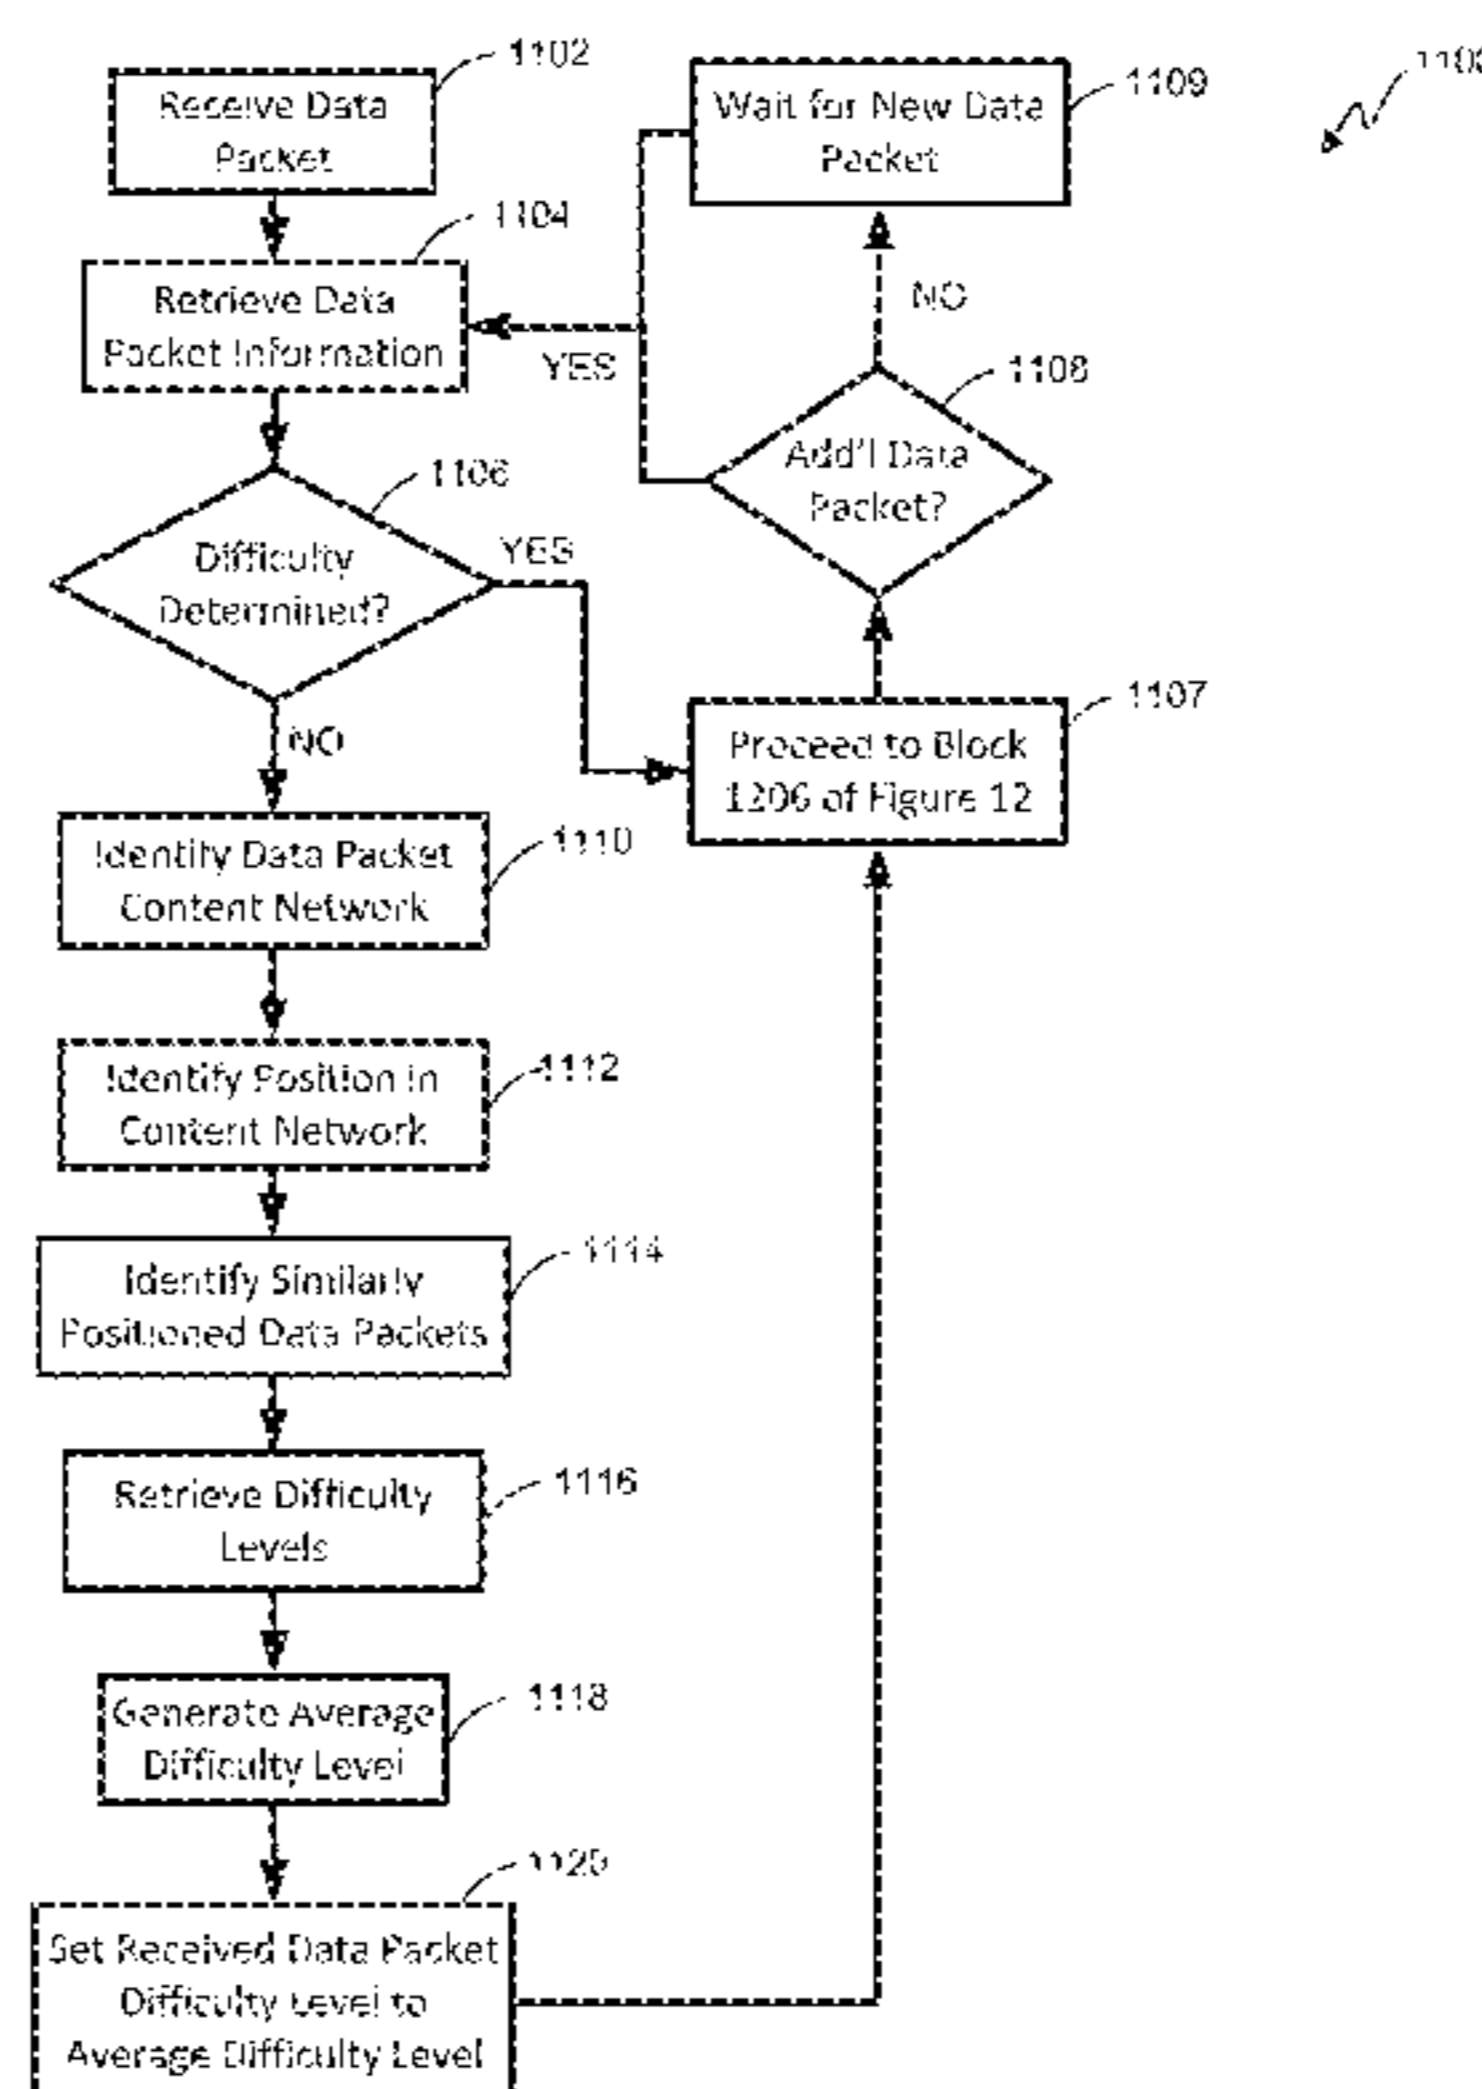 1102
Receive Data
Packet
1104
Retrieve Data
Packet Information
1106
Difficulty
Determined?
YES
NO
1110
Identify Data Packet
Content Network
1112
Identify Position in
Content Network
1114
Identify Similarly
Positioned Data Packets
1116
Retrieve Difficulty
Levels
1118
Generate Average
Difficulty Level
1120
Set Received Data Packet
Difficulty Level to
Average Difficulty Level
1109
Wait for New Data
Packet
NO
YES
1108
Add'l Data
Packet?
1107
Proceed to Block
1206 of Figure 12